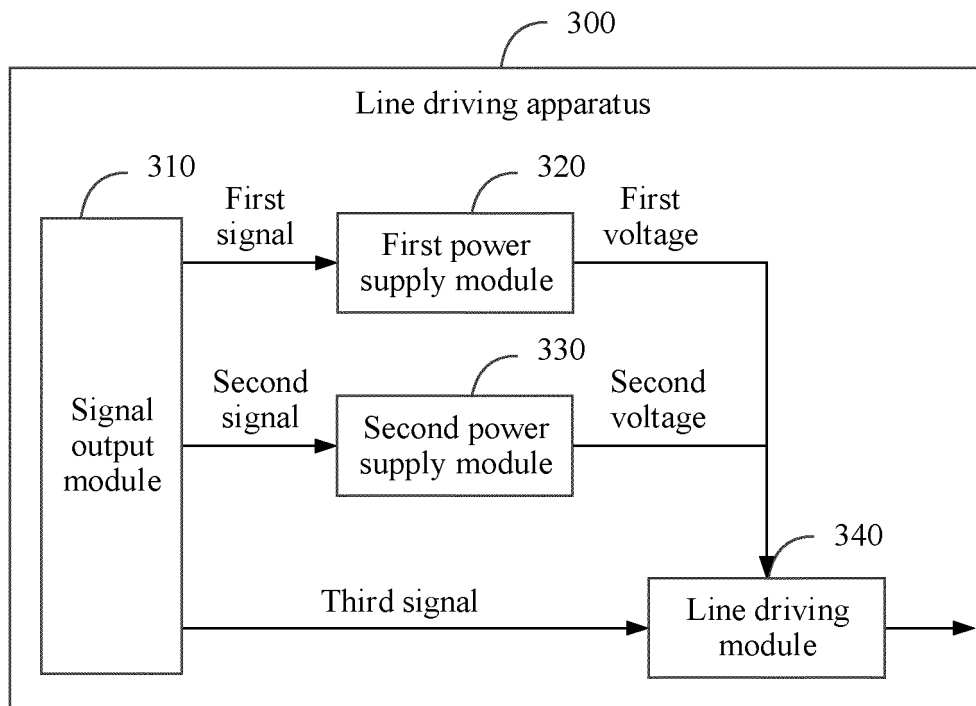 300
Line driving apparatus
310
First
signal
320
First
voltage
First power
supply module
330
Second
signal
Second
voltage
Signal
output
module
Second power
supply module
340
Third signal
Line driving
module